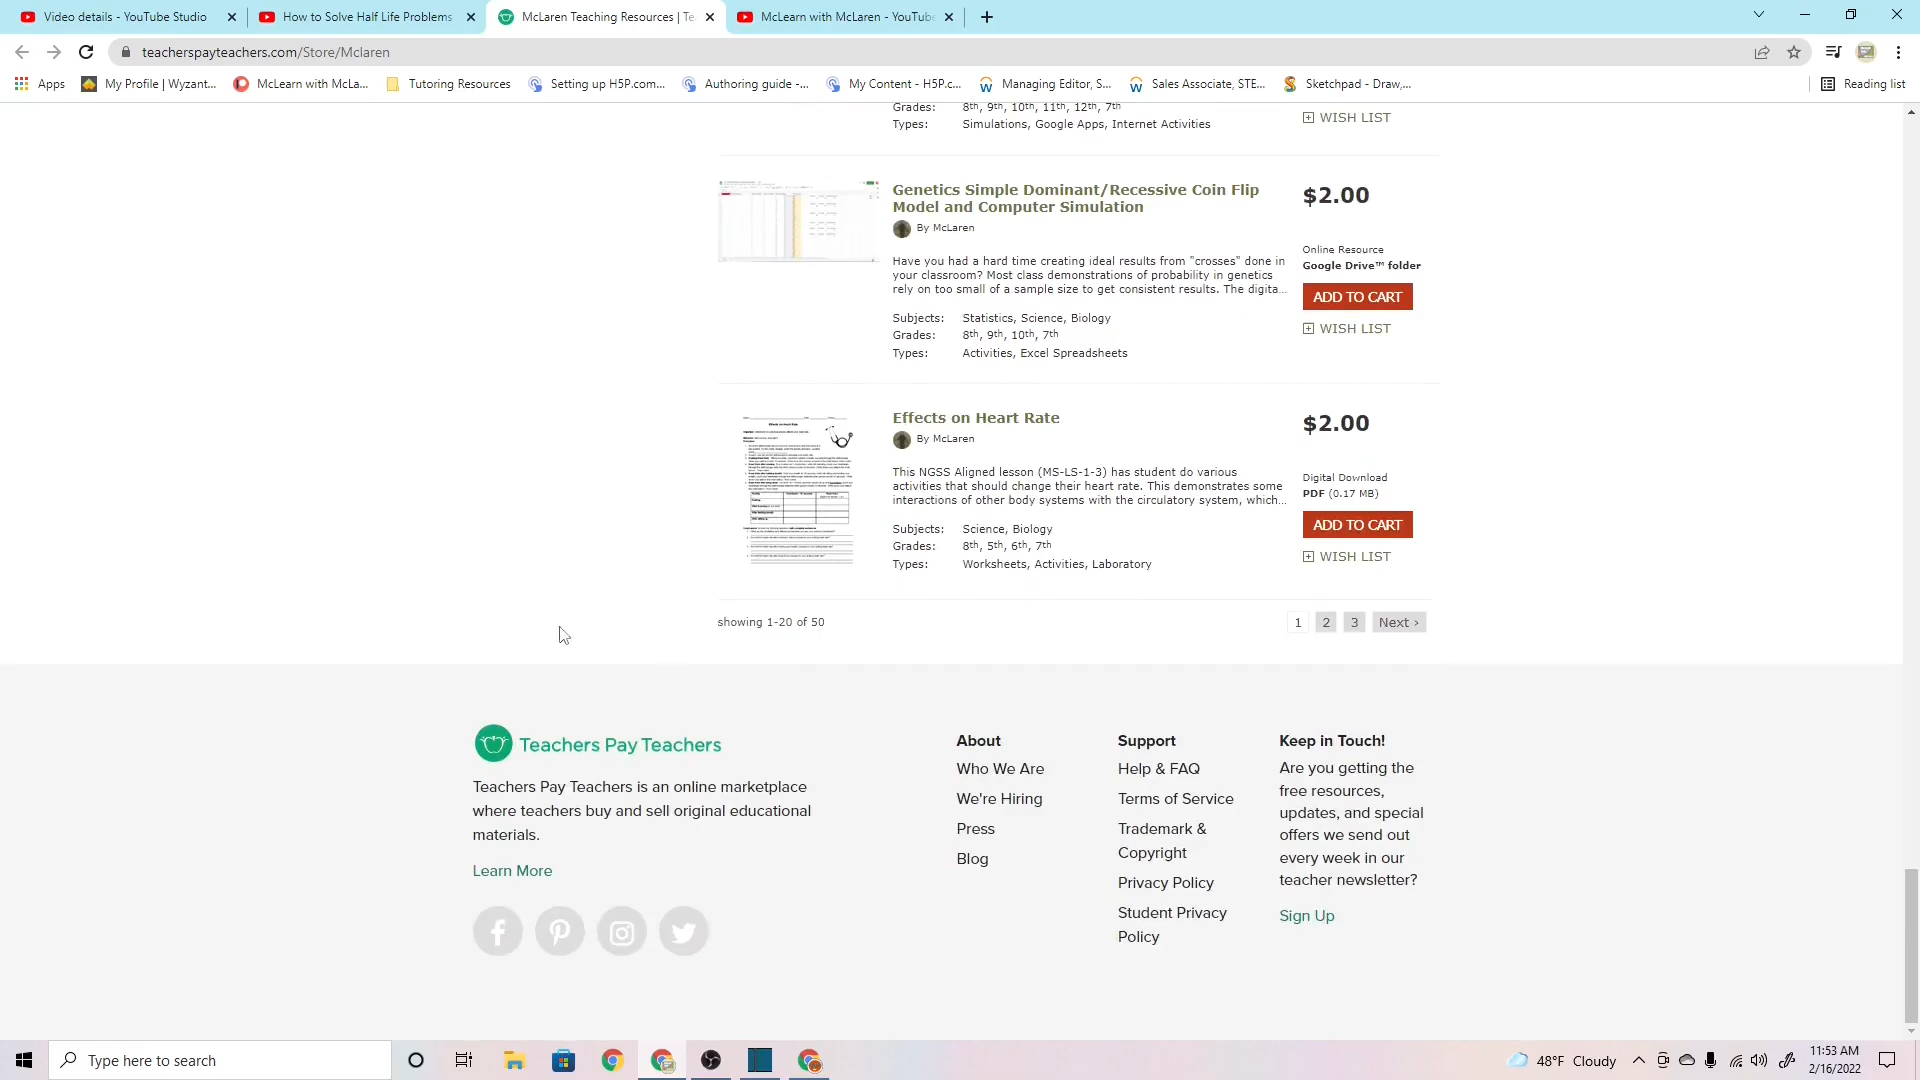 Video details - YouTube Studio
How to Solve Half Life Problems
McLaren Teaching Resources | Te
McLearn with McLaren - YouTube
teacherspayteachers.com/Store/Mclaren
Apps
My Profile | Wyzant...
McLearn with McLa...
Tutoring Resources
Setting up H5P.com...
Authoring guide -...
My Content - H5P.c...
Managing Editor, S...
Sales Associate, STE...
Sketchpad - Draw,...
Reading list
Grades: 8th, 9th, 10th, 11th, 12th, 7th
Types: Simulations, Google Apps, Internet Activities
WISH LIST
Genetics Simple Dominant/Recessive Coin Flip
Model and Computer Simulation
By McLaren
Have you had a hard time creating ideal results from "crosses" done in
your classroom? Most class demonstrations of probability in genetics
rely on too small of a sample size to get consistent results. The digita...
Subjects: Statistics, Science, Biology
Grades: 8th, 9th, 10th, 7th
Types: Activities, Excel Spreadsheets
$2.00
Online Resource
Google Drive™ folder
ADD TO CART
WISH LIST
Effects on Heart Rate
By McLaren
This NGSS Aligned lesson (MS-LS-1-3) has student do various
activities that should change their heart rate. This demonstrates some
interactions of other body systems with the circulatory system, which...
Subjects: Science, Biology
Grades: 8th, 5th, 6th, 7th
Types: Worksheets, Activities, Laboratory
$2.00
Digital Download
PDF (0.17 MB)
ADD TO CART
WISH LIST
showing 1-20 of 50
1 2 3 Next ›
Teachers Pay Teachers
Teachers Pay Teachers is an online marketplace
where teachers buy and sell original educational
materials.
Learn More
About
Who We Are
We're Hiring
Press
Blog
Support
Help & FAQ
Terms of Service
Trademark &
Copyright
Privacy Policy
Student Privacy
Policy
Keep in Touch!
Are you getting the
free resources,
updates, and special
offers we send out
every week in our
teacher newsletter?
Sign Up
Type here to search
48°F Cloudy
11:53 AM
2/16/2022